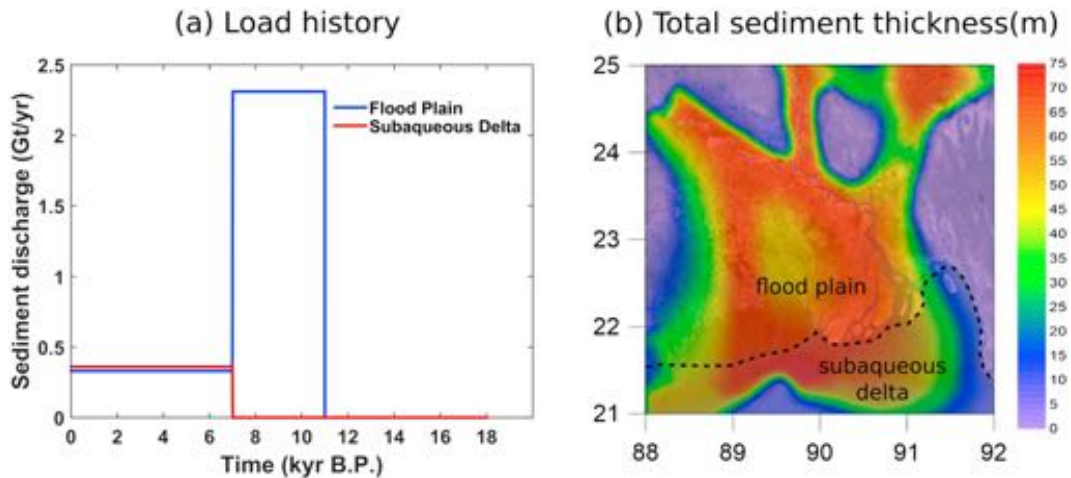 (a) Load history
2.5
2
1.5
1
0.5
0
Sediment discharge (Gt/yr)
Flood Plain
Subaqueous Delta
0 2 4 6 8 10 12 14 16 18
Time (kyr B.P.)
(b) Total sediment thickness(m)
25
24
23
22
21
flood plain
subaqueous
delta
88 89 90 91 92
75
70
65
60
55
50
45
40
35
30
25
20
15
10
5
0